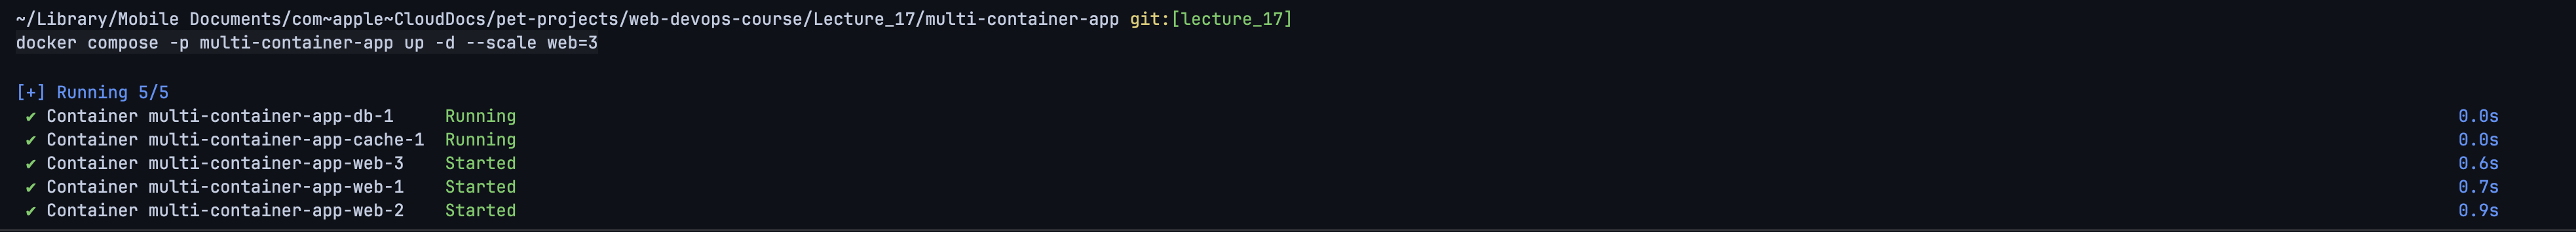 ~/Library/Mobile Documents/com~apple~CloudDocs/pet-projects/web-devops-course/Lecture_17/multi-container-app git:[lecture_17]
docker compose -p multi-container-app up -d --scale web=3
[+] Running 5/5
✔ Container multi-container-app-db-1 Running 0.0s
✔ Container multi-container-app-cache-1 Running 0.0s
✔ Container multi-container-app-web-3 Started 0.6s
✔ Container multi-container-app-web-1 Started 0.7s
✔ Container multi-container-app-web-2 Started 0.9s